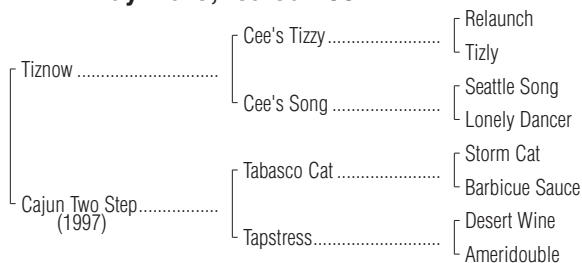 Relaunch
Cee's Tizzy ........................
Tizly
Tiznow ................................
Seattle Song
Cee's Song ........................
Lonely Dancer
Storm Cat
Tabasco Cat ......................
Barbicue Sauce
Cajun Two Step..................
(1997)
Desert Wine
Tapstress...........................
Ameridouble